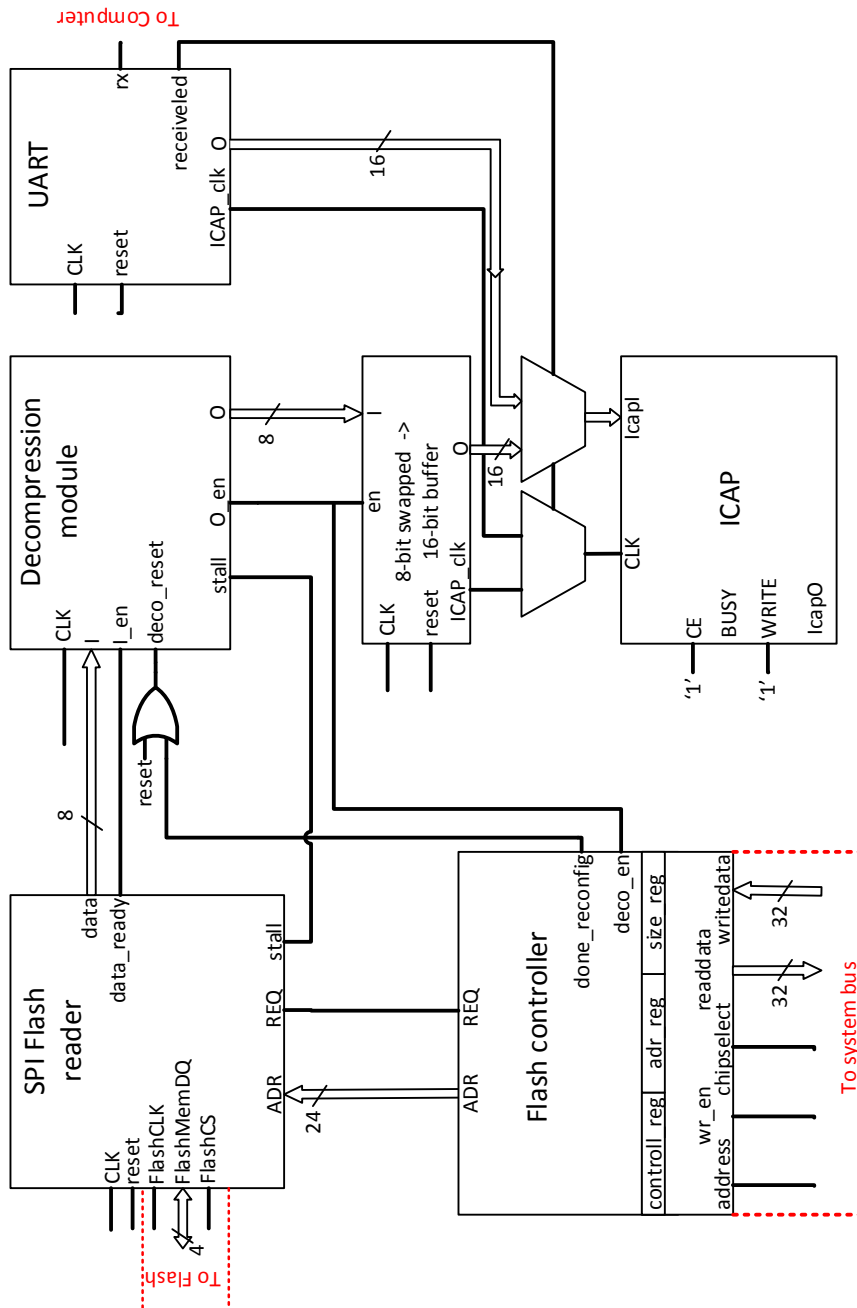 SPI Flash
reader
CLK
reset
FlashCLK
FlashMemDQ
FlashCS
4
To Flash
data
data_ready
ADR
REQ
stall
8
24
reset
Decompression
module
CLK
I
I_en
deco_reset
stall
O_en
O
8
UART
CLK
reset
rx
receiveled
ICAP_clk
O
To Computer
16
Flash controller
ADR
REQ
done_reconfig
deco_en
controll reg
adr reg
size reg
address
wr_en
chipselect
readdata
writedata
32
32
To system bus
I
en
8-bit swapped ->
16-bit buffer
CLK
reset
ICAP_clk
O
16
ICAP
CLK
IcapI
'1'
CE
BUSY
'1'
WRITE
IcapO